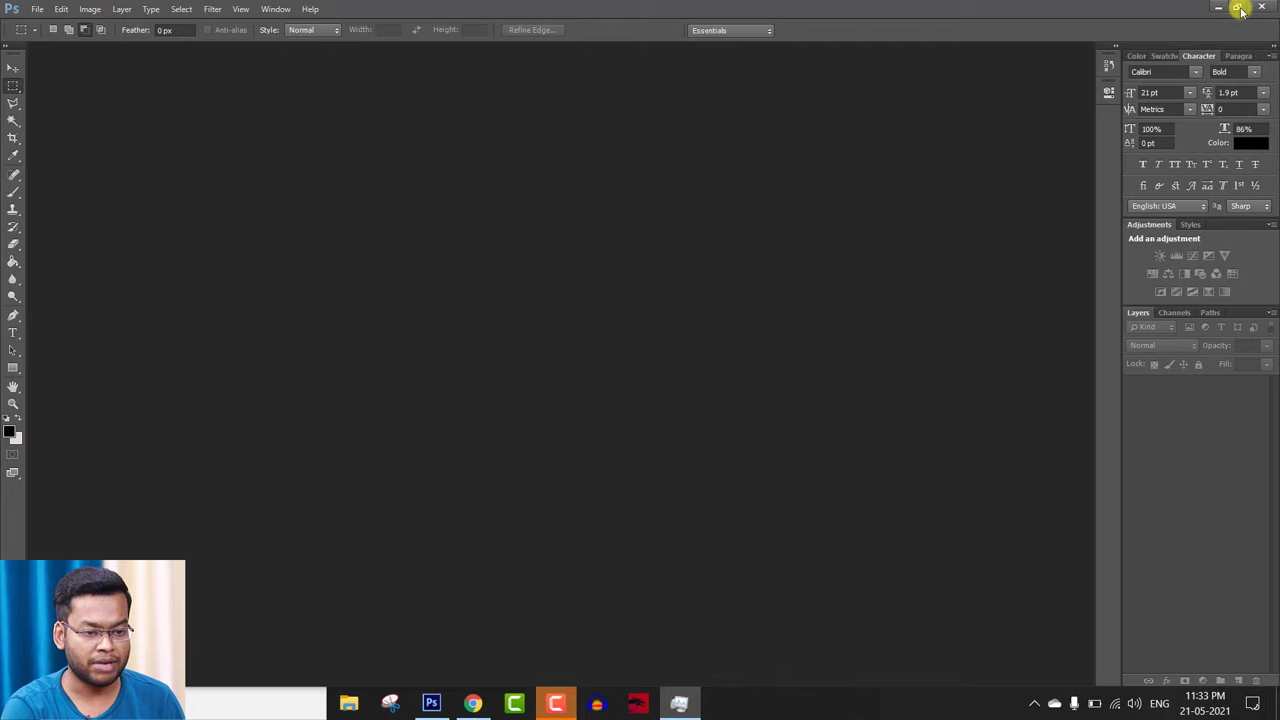 Ps File Edit Image Layer Type Select Filter View Window Help
Feather: 0 px Anti-alias Style: Normal Width: Height: Refine Edge... Essentials
Color Swatche Character Paragra
Calibri Bold
21 pt 1.9 pt
Metrics 0
100% 86%
0 pt Color:
English: USA Sharp
Adjustments Styles
Add an adjustment
Layers Channels Paths
Kind
Normal Opacity:
Lock: Fill:
Ps ENG 11:33 PM
21-05-2021